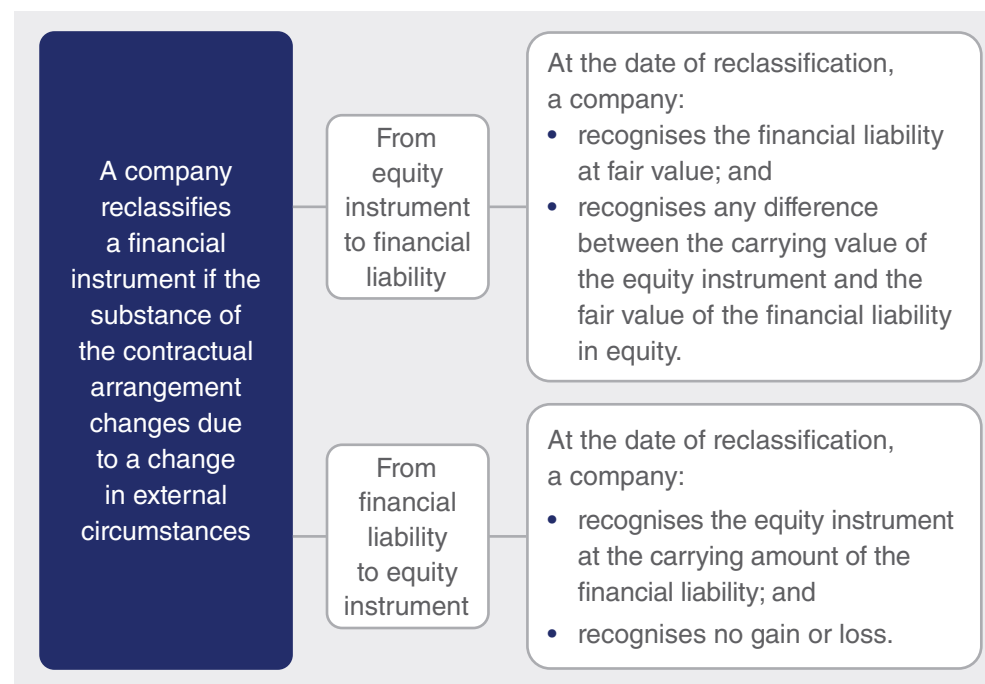 A company
reclassifies
a financial
instrument if the
substance of
the contractual
arrangement
changes due
to a change
in external
circumstances
From
equity
instrument
to financial
liability
At the date of reclassification,
a company:
• recognises the financial liability
at fair value; and
• recognises any difference
between the carrying value of
the equity instrument and the
fair value of the financial liability
in equity.
From
financial
liability
to equity
instrument
At the date of reclassification,
a company:
• recognises the equity instrument
at the carrying amount of the
financial liability; and
• recognises no gain or loss.